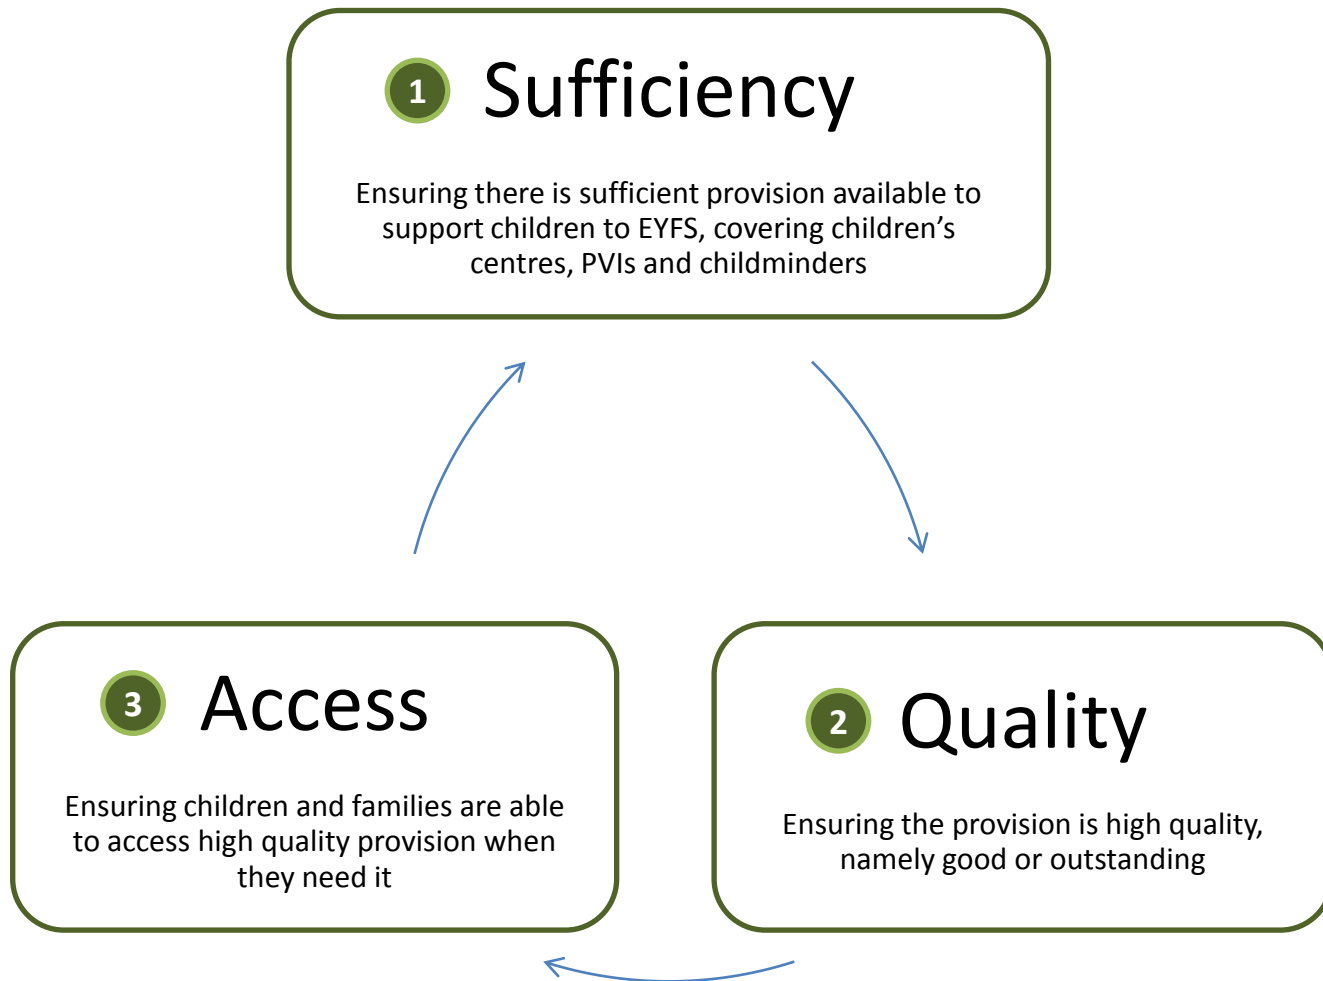 1 Sufficiency
Ensuring there is sufficient provision available to
support children to EYFS, covering children’s
centres, PVIs and childminders
2 Quality
Ensuring the provision is high quality,
namely good or outstanding
3 Access
Ensuring children and families are able
to access high quality provision when
they need it